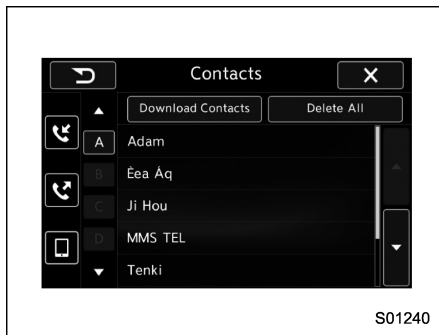 Contacts
Download Contacts Delete All
A Adam
B Èea Áq
C Ji Hou
D MMS TEL
Tenki
S01240